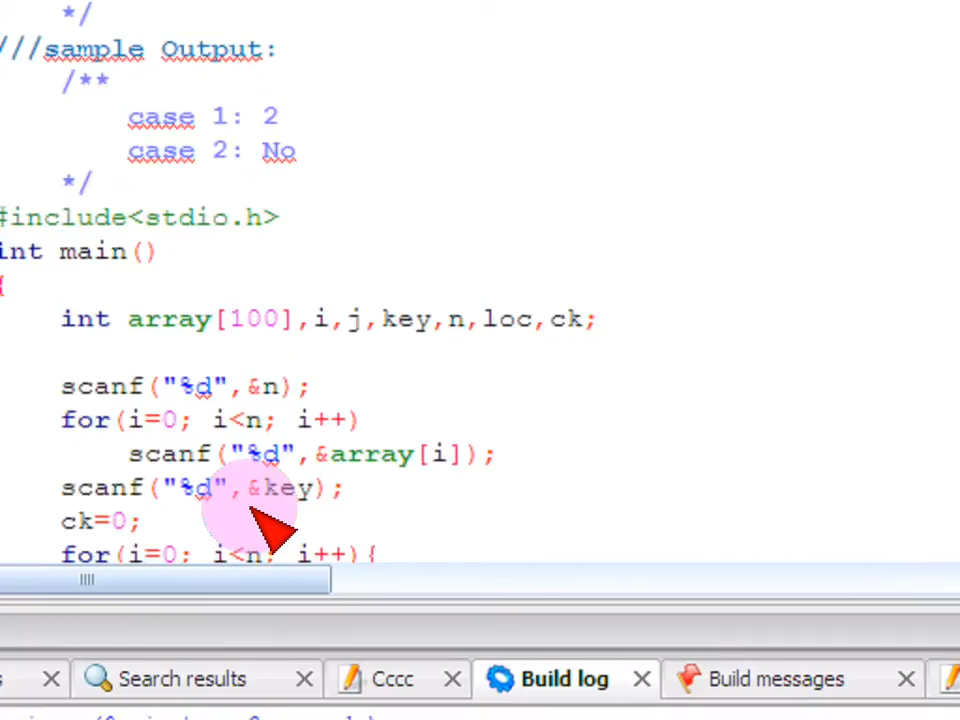 */
///sample Output:
/**
case 1: 2
case 2: No
*/
#include<stdio.h>
int main()
{
int array[100],i,j,key,n,loc,ck;
scanf("%d",&n);
for(i=0; i<n; i++)
scanf("%d",&array[i]);
scanf("%d",&key);
ck=0;
for(i=0; i<n; i++){
Search results Cccc Build log Build messages